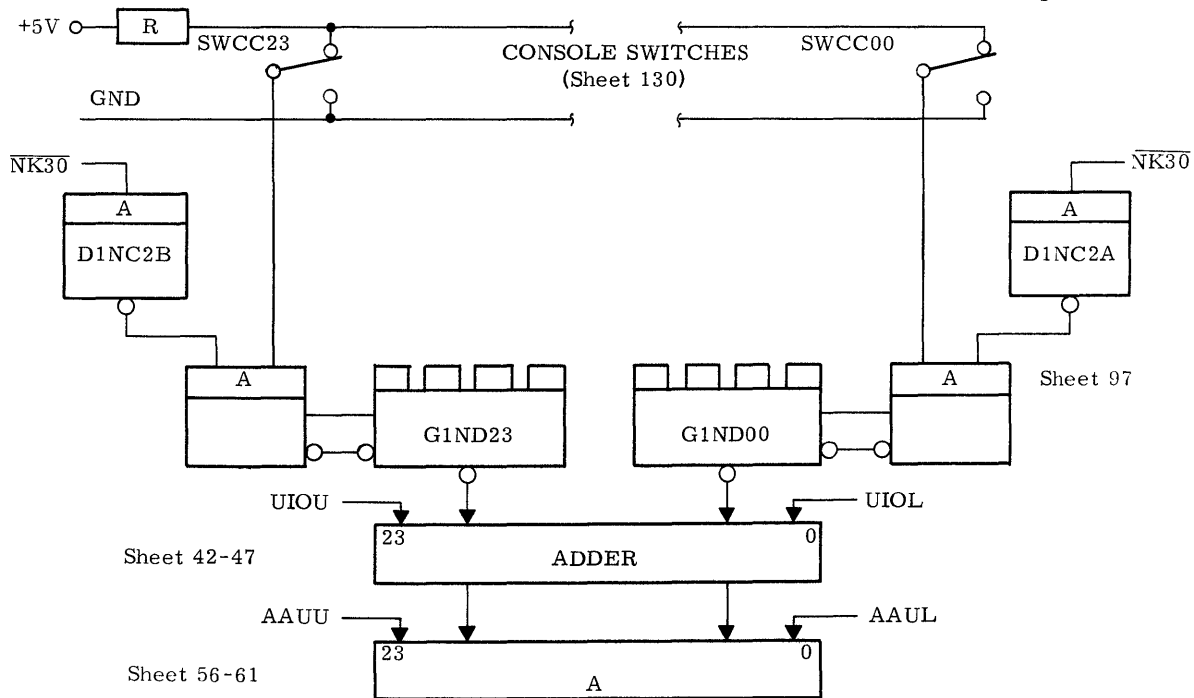 +5V
R
SWCC23
CONSOLE SWITCHES
(Sheet 130)
SWCC00
GND
NK30
NK30
A
D1NC2B
A
D1NC2A
A
A
Sheet 97
G1ND23
G1ND00
UIOU
UIOL
23
0
Sheet 42-47
ADDER
AAUU
AAUL
23
0
Sheet 56-61
A